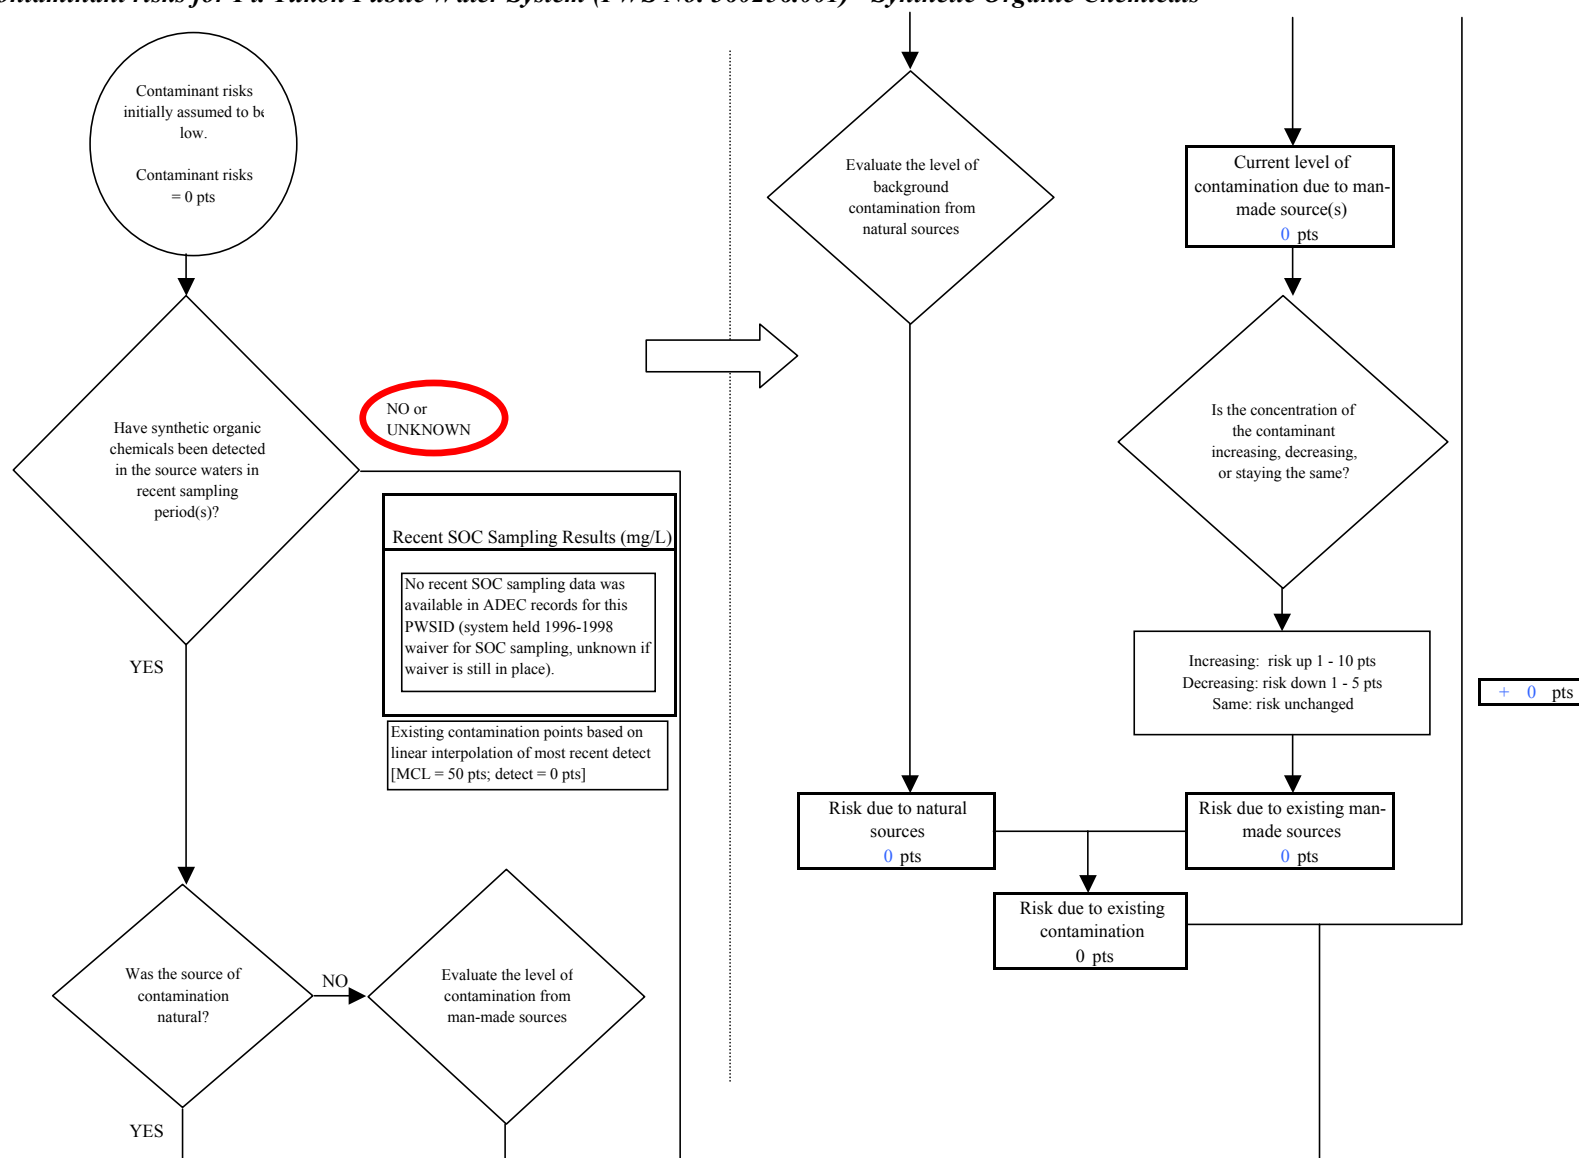 Contaminant risks
initially assumed to be
low.
Contaminant risks
= 0 pts
Have synthetic organic
chemicals been detected
in the source waters in
recent sampling
period(s)?
NO or
UNKNOWN
Recent SOC Sampling Results (mg/L)
No recent SOC sampling data was
available in ADEC records for this
PWSID (system held 1996-1998
waiver for SOC sampling, unknown if
waiver is still in place).
Existing contamination points based on
linear interpolation of most recent detect
[MCL = 50 pts; detect = 0 pts]
YES
Was the source of
contamination
natural?
NO
Evaluate the level of
contamination from
man-made sources
YES
Evaluate the level of
background
contamination from
natural sources
Current level of
contamination due to man-
made source(s)
0 pts
Is the concentration of
the contaminant
increasing, decreasing,
or staying the same?
Increasing: risk up 1 - 10 pts
Decreasing: risk down 1 - 5 pts
Same: risk unchanged
+ 0 pts
Risk due to natural
sources
0 pts
Risk due to existing man-
made sources
0 pts
Risk due to existing
contamination
0 pts